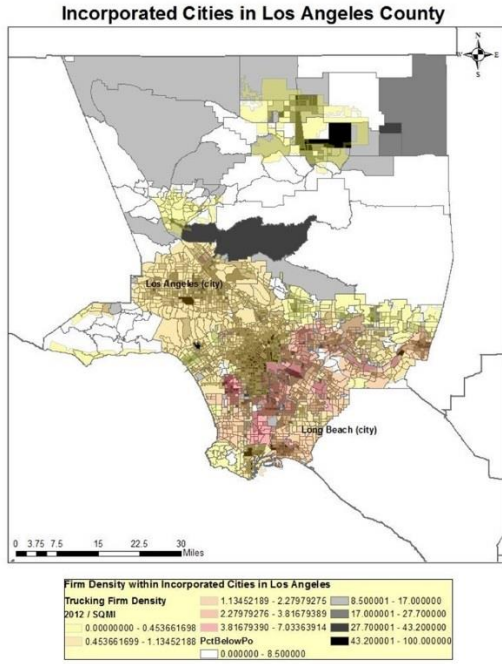 Incorporated Cities in Los Angeles County
N
W E
S
Los Angeles (city)
Long Beach (city)
0 3.75 7.5 15 22.5 30
Miles
Firm Density within Incorporated Cities in Los Angeles
Trucking Firm Density
2012 / SQMI
0.00000000 - 0.453661698
0.453661699 - 1.13452188
1.13452189 - 2.27979275
2.27979276 - 3.81679389
3.81679390 - 7.03363914
PctBelowPo
0.000000 - 8.500000
8.500001 - 17.000000
17.000001 - 27.700000
27.700001 - 43.200000
43.200001 - 100.000000